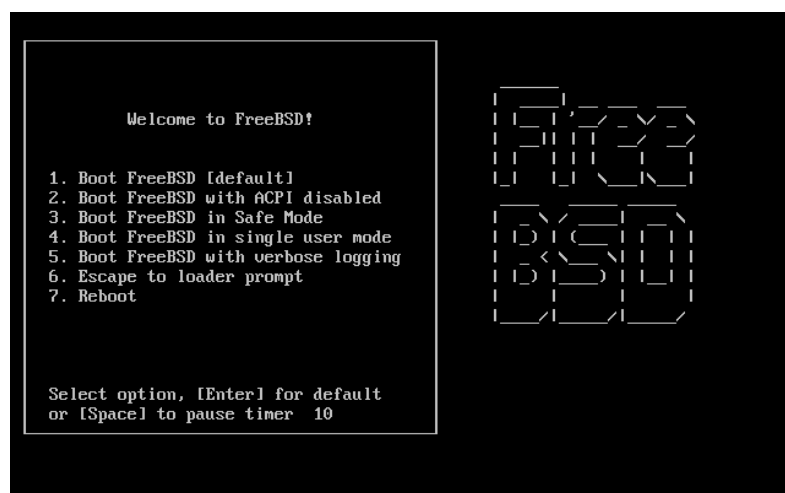 Welcome to FreeBSD!
1. Boot FreeBSD [default]
2. Boot FreeBSD with ACPI disabled
3. Boot FreeBSD in Safe Mode
4. Boot FreeBSD in single user mode
5. Boot FreeBSD with verbose logging
6. Escape to loader prompt
7. Reboot
Select option, [Enter] for default
or [Space] to pause timer 10
Free
BSD